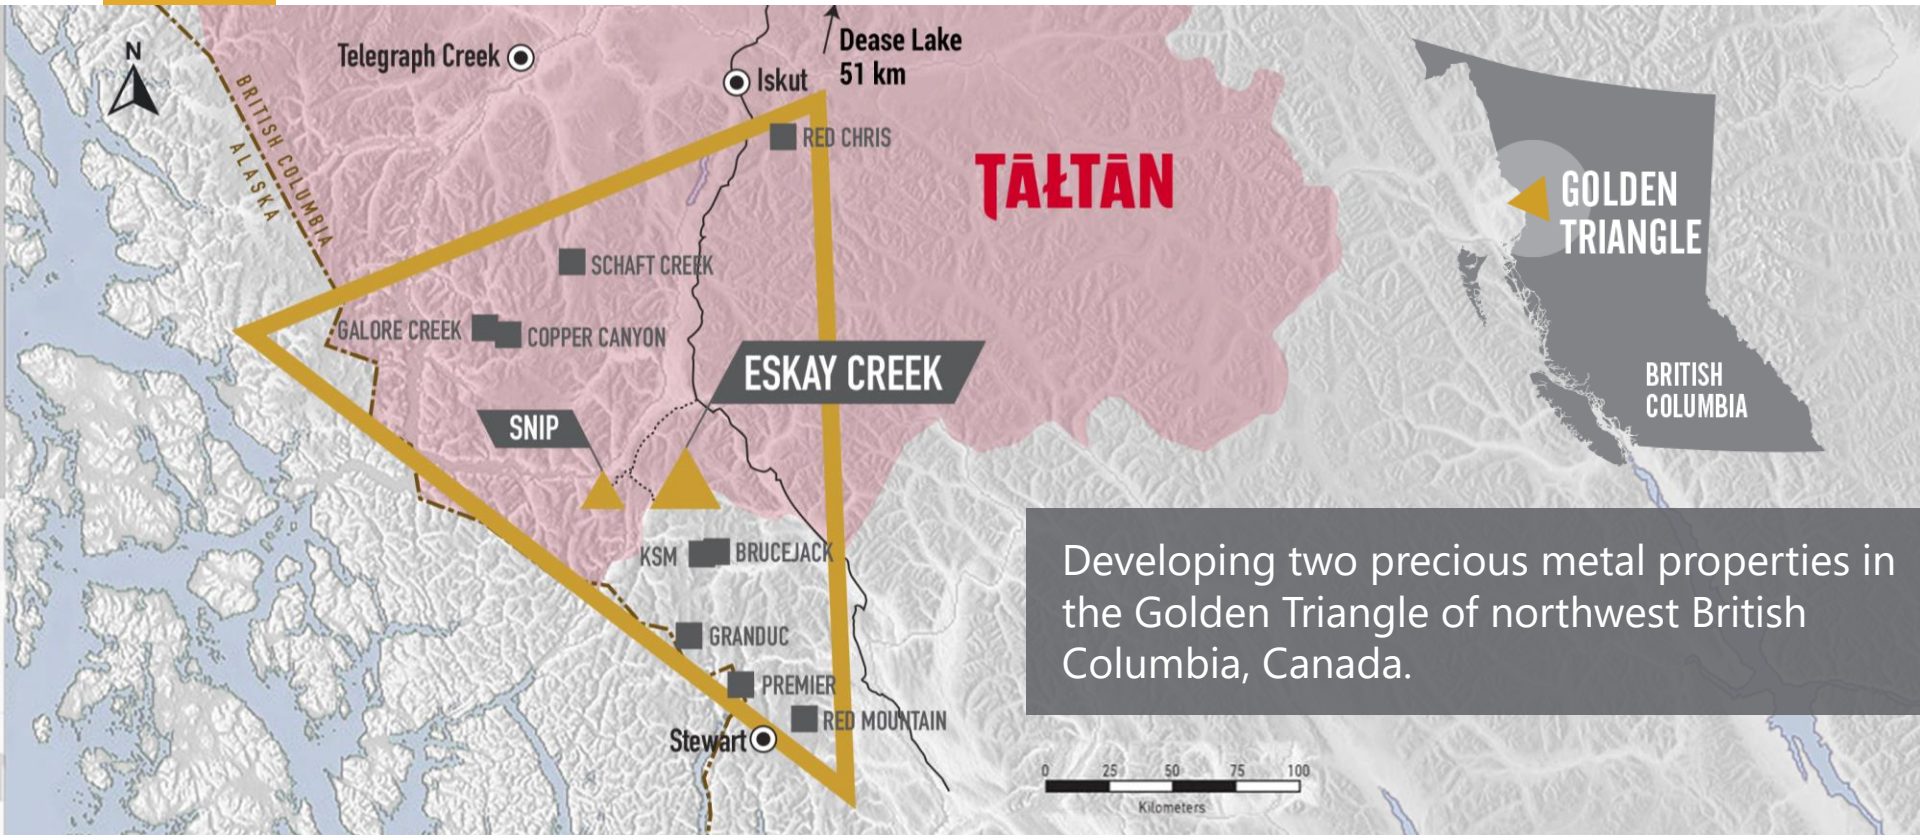 N
Telegraph Creek
Dease Lake
51 km
Iskut
BRITISH COLUMBIA
ALASKA
RED CHRIS
TĀŁTĀN
GOLDEN
TRIANGLE
SCHAFT CREEK
GALORE CREEK
COPPER CANYON
ESKAY CREEK
BRITISH
COLUMBIA
SNIP
KSM
BRUCEJACK
Developing two precious metal properties in
the Golden Triangle of northwest British
Columbia, Canada.
GRANDUC
PREMIER
RED MOUNTAIN
Stewart
0 25 50 75 100
Kilometers